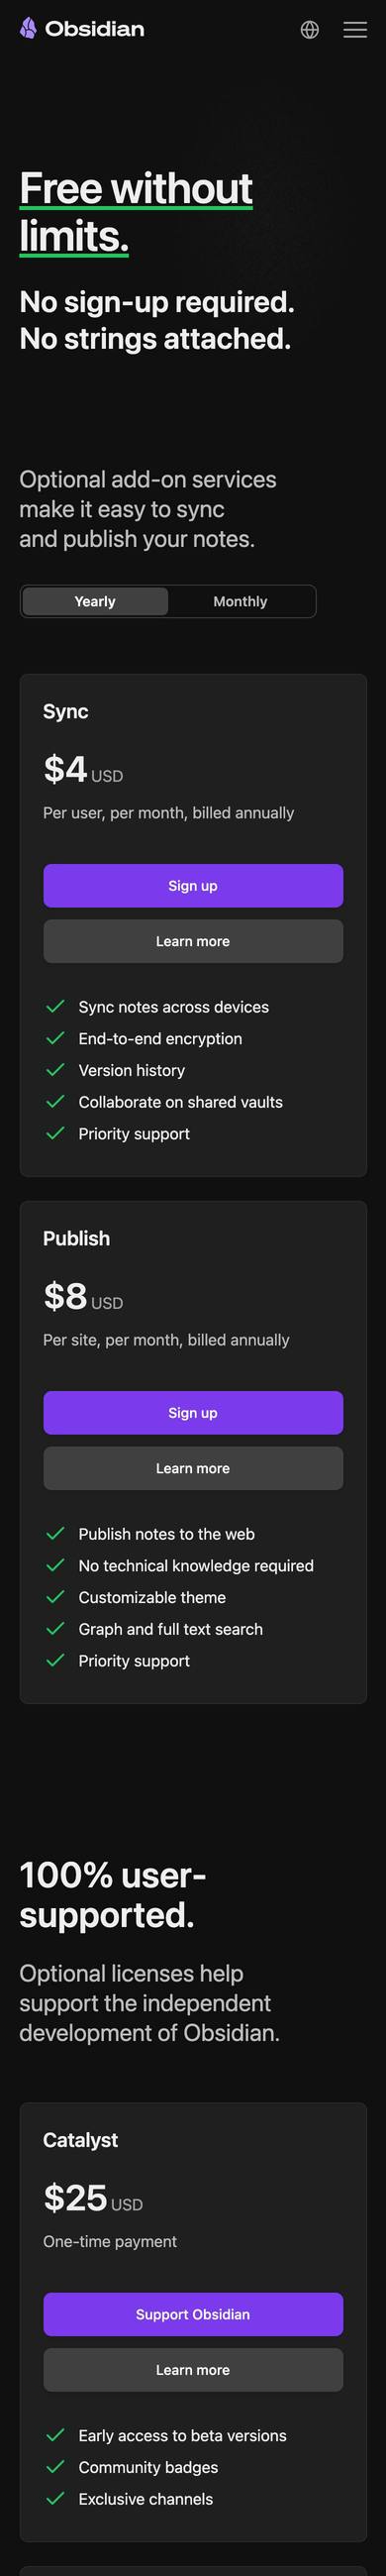 Obsidian
Free without
limits.
No sign-up required.
No strings attached.
Optional add-on services
make it easy to sync
and publish your notes.
Yearly
Monthly
Sync
$4 USD
Per user, per month, billed annually
Sign up
Learn more
Sync notes across devices
End-to-end encryption
Version history
Collaborate on shared vaults
Priority support
Publish
$8 USD
Per site, per month, billed annually
Sign up
Learn more
Publish notes to the web
No technical knowledge required
Customizable theme
Graph and full text search
Priority support
100% user-
supported.
Optional licenses help
support the independent
development of Obsidian.
Catalyst
$25 USD
One-time payment
Support Obsidian
Learn more
Early access to beta versions
Community badges
Exclusive channels